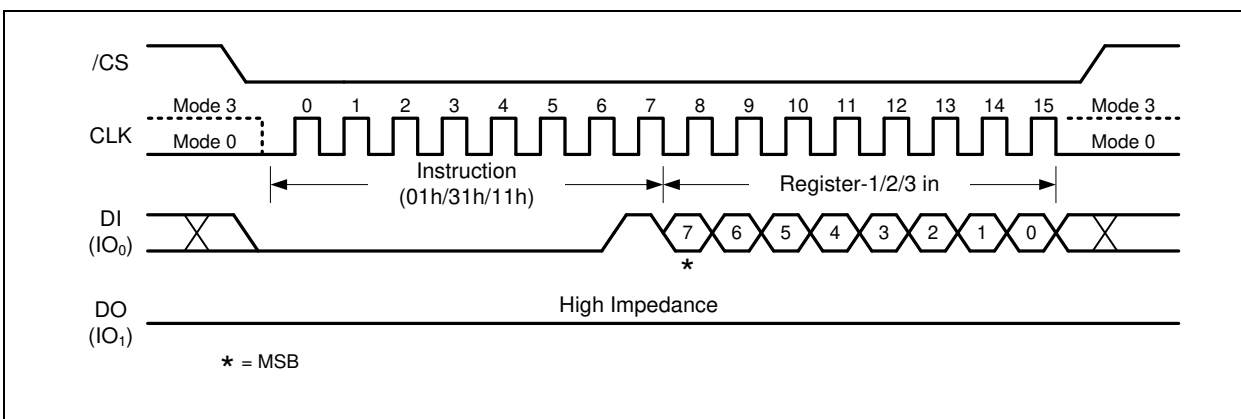 /CS
Mode 3 0 1 2 3 4 5 6 7 8 9 10 11 12 13 14 15 Mode 3
CLK Mode 0 Mode 0
Instruction
(01h/31h/11h)
Register-1/2/3 in
DI
(IO₀)
7 6 5 4 3 2 1 0
*
High Impedance
DO
(IO₁)
* = MSB